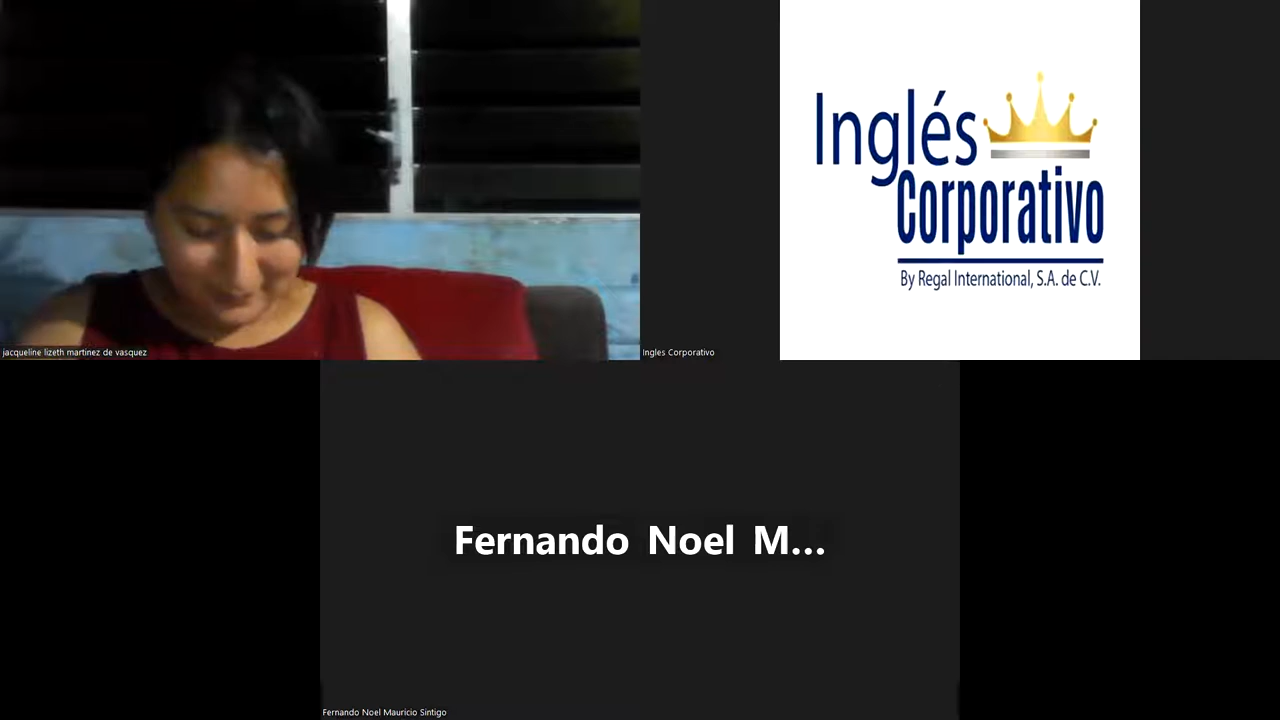 jacqueline lizeth martinez de vasquez
Inglés
Corporativo
By Regal International, S.A. de C.V.
Ingles Corporativo
Fernando Noel M...
Fernando Noel Mauricio Sintigo